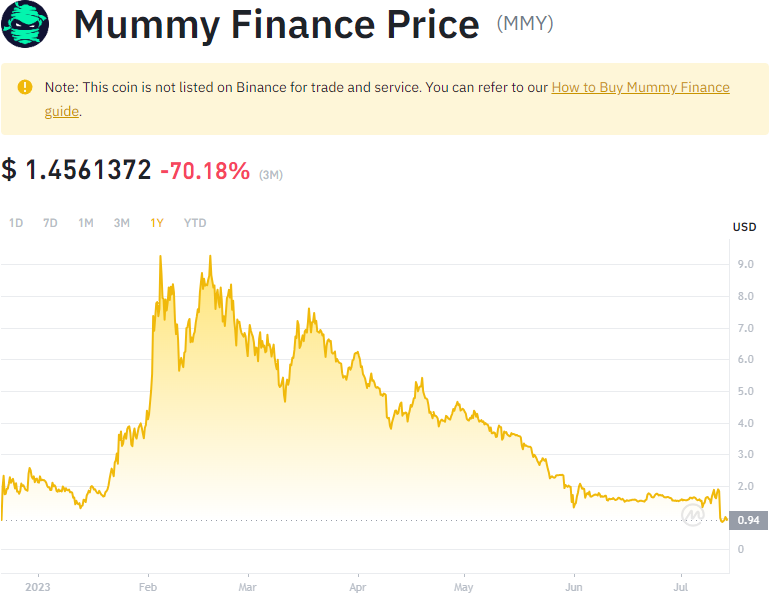 Mummy Finance Price (MMY)
Note: This coin is not listed on Binance for trade and service. You can refer to our How to Buy Mummy Finance
guide.
$ 1.4561372 -70.18% (3M)
1D 7D 1M 3M 1Y YTD
USD
9.0
8.0
7.0
6.0
5.0
4.0
3.0
2.0
0.94
0
2023 Feb Mar Apr May Jun Jul